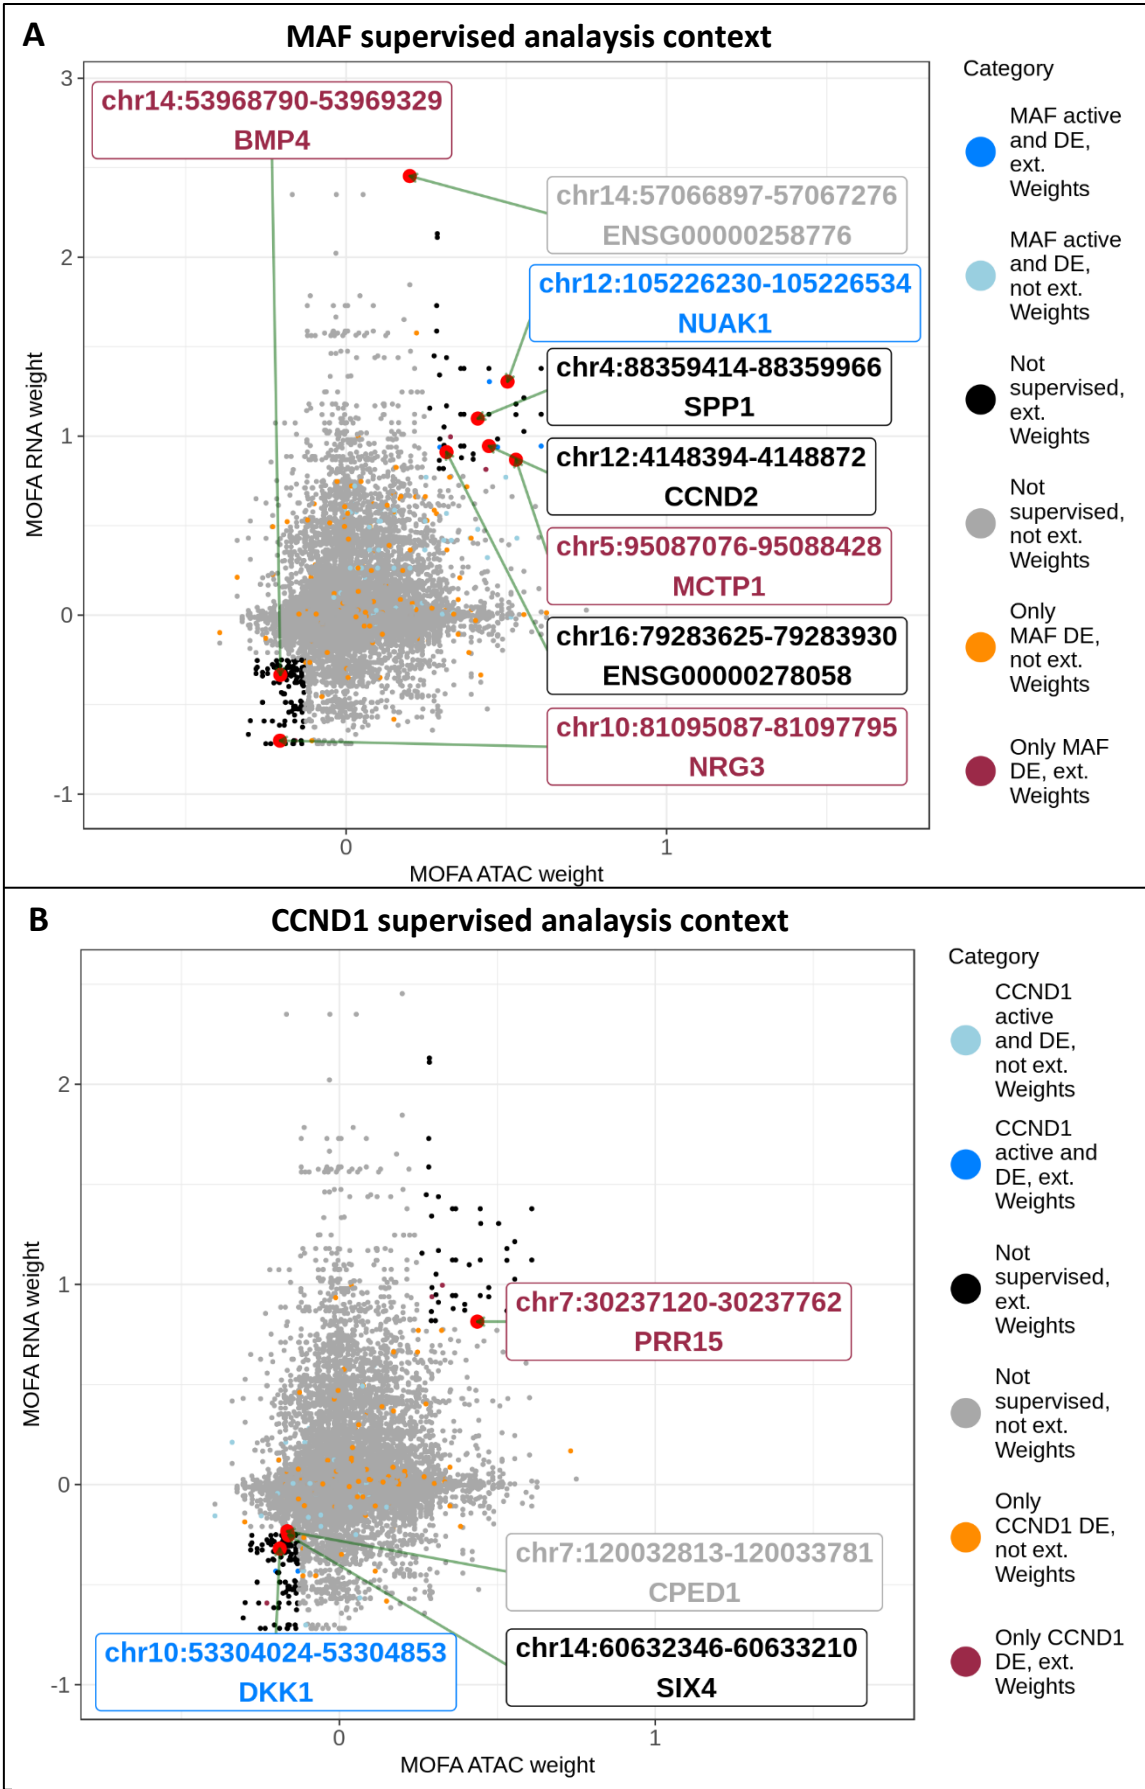 A
MAF supervised analaysis context
3
2
1
0
-1
0
1
MOFA RNA weight
MOFA ATAC weight
chr14:53968790-53969329
BMP4
chr14:57066897-57067276
ENSG00000258776
chr12:105226230-105226534
NUAK1
chr4:88359414-88359966
SPP1
chr12:4148394-4148872
CCND2
chr5:95087076-95088428
MCTP1
chr16:79283625-79283930
ENSG00000278058
chr10:81095087-81097795
NRG3
Category
MAF active
and DE,
ext.
Weights
MAF active
and DE,
not ext.
Weights
Not
supervised,
ext.
Weights
Not
supervised,
not ext.
Weights
Only
MAF DE,
not ext.
Weights
Only MAF
DE, ext.
Weights
B
CCND1 supervised analaysis context
2
1
0
-1
0
1
MOFA RNA weight
MOFA ATAC weight
chr7:30237120-30237762
PRR15
chr7:120032813-120033781
CPED1
chr14:60632346-60633210
SIX4
chr10:53304024-53304853
DKK1
Category
CCND1
active
and DE,
not ext.
Weights
CCND1
active and
DE, ext.
Weights
Not
supervised,
ext.
Weights
Not
supervised,
not ext.
Weights
Only
CCND1 DE,
not ext.
Weights
Only CCND1
DE, ext.
Weights